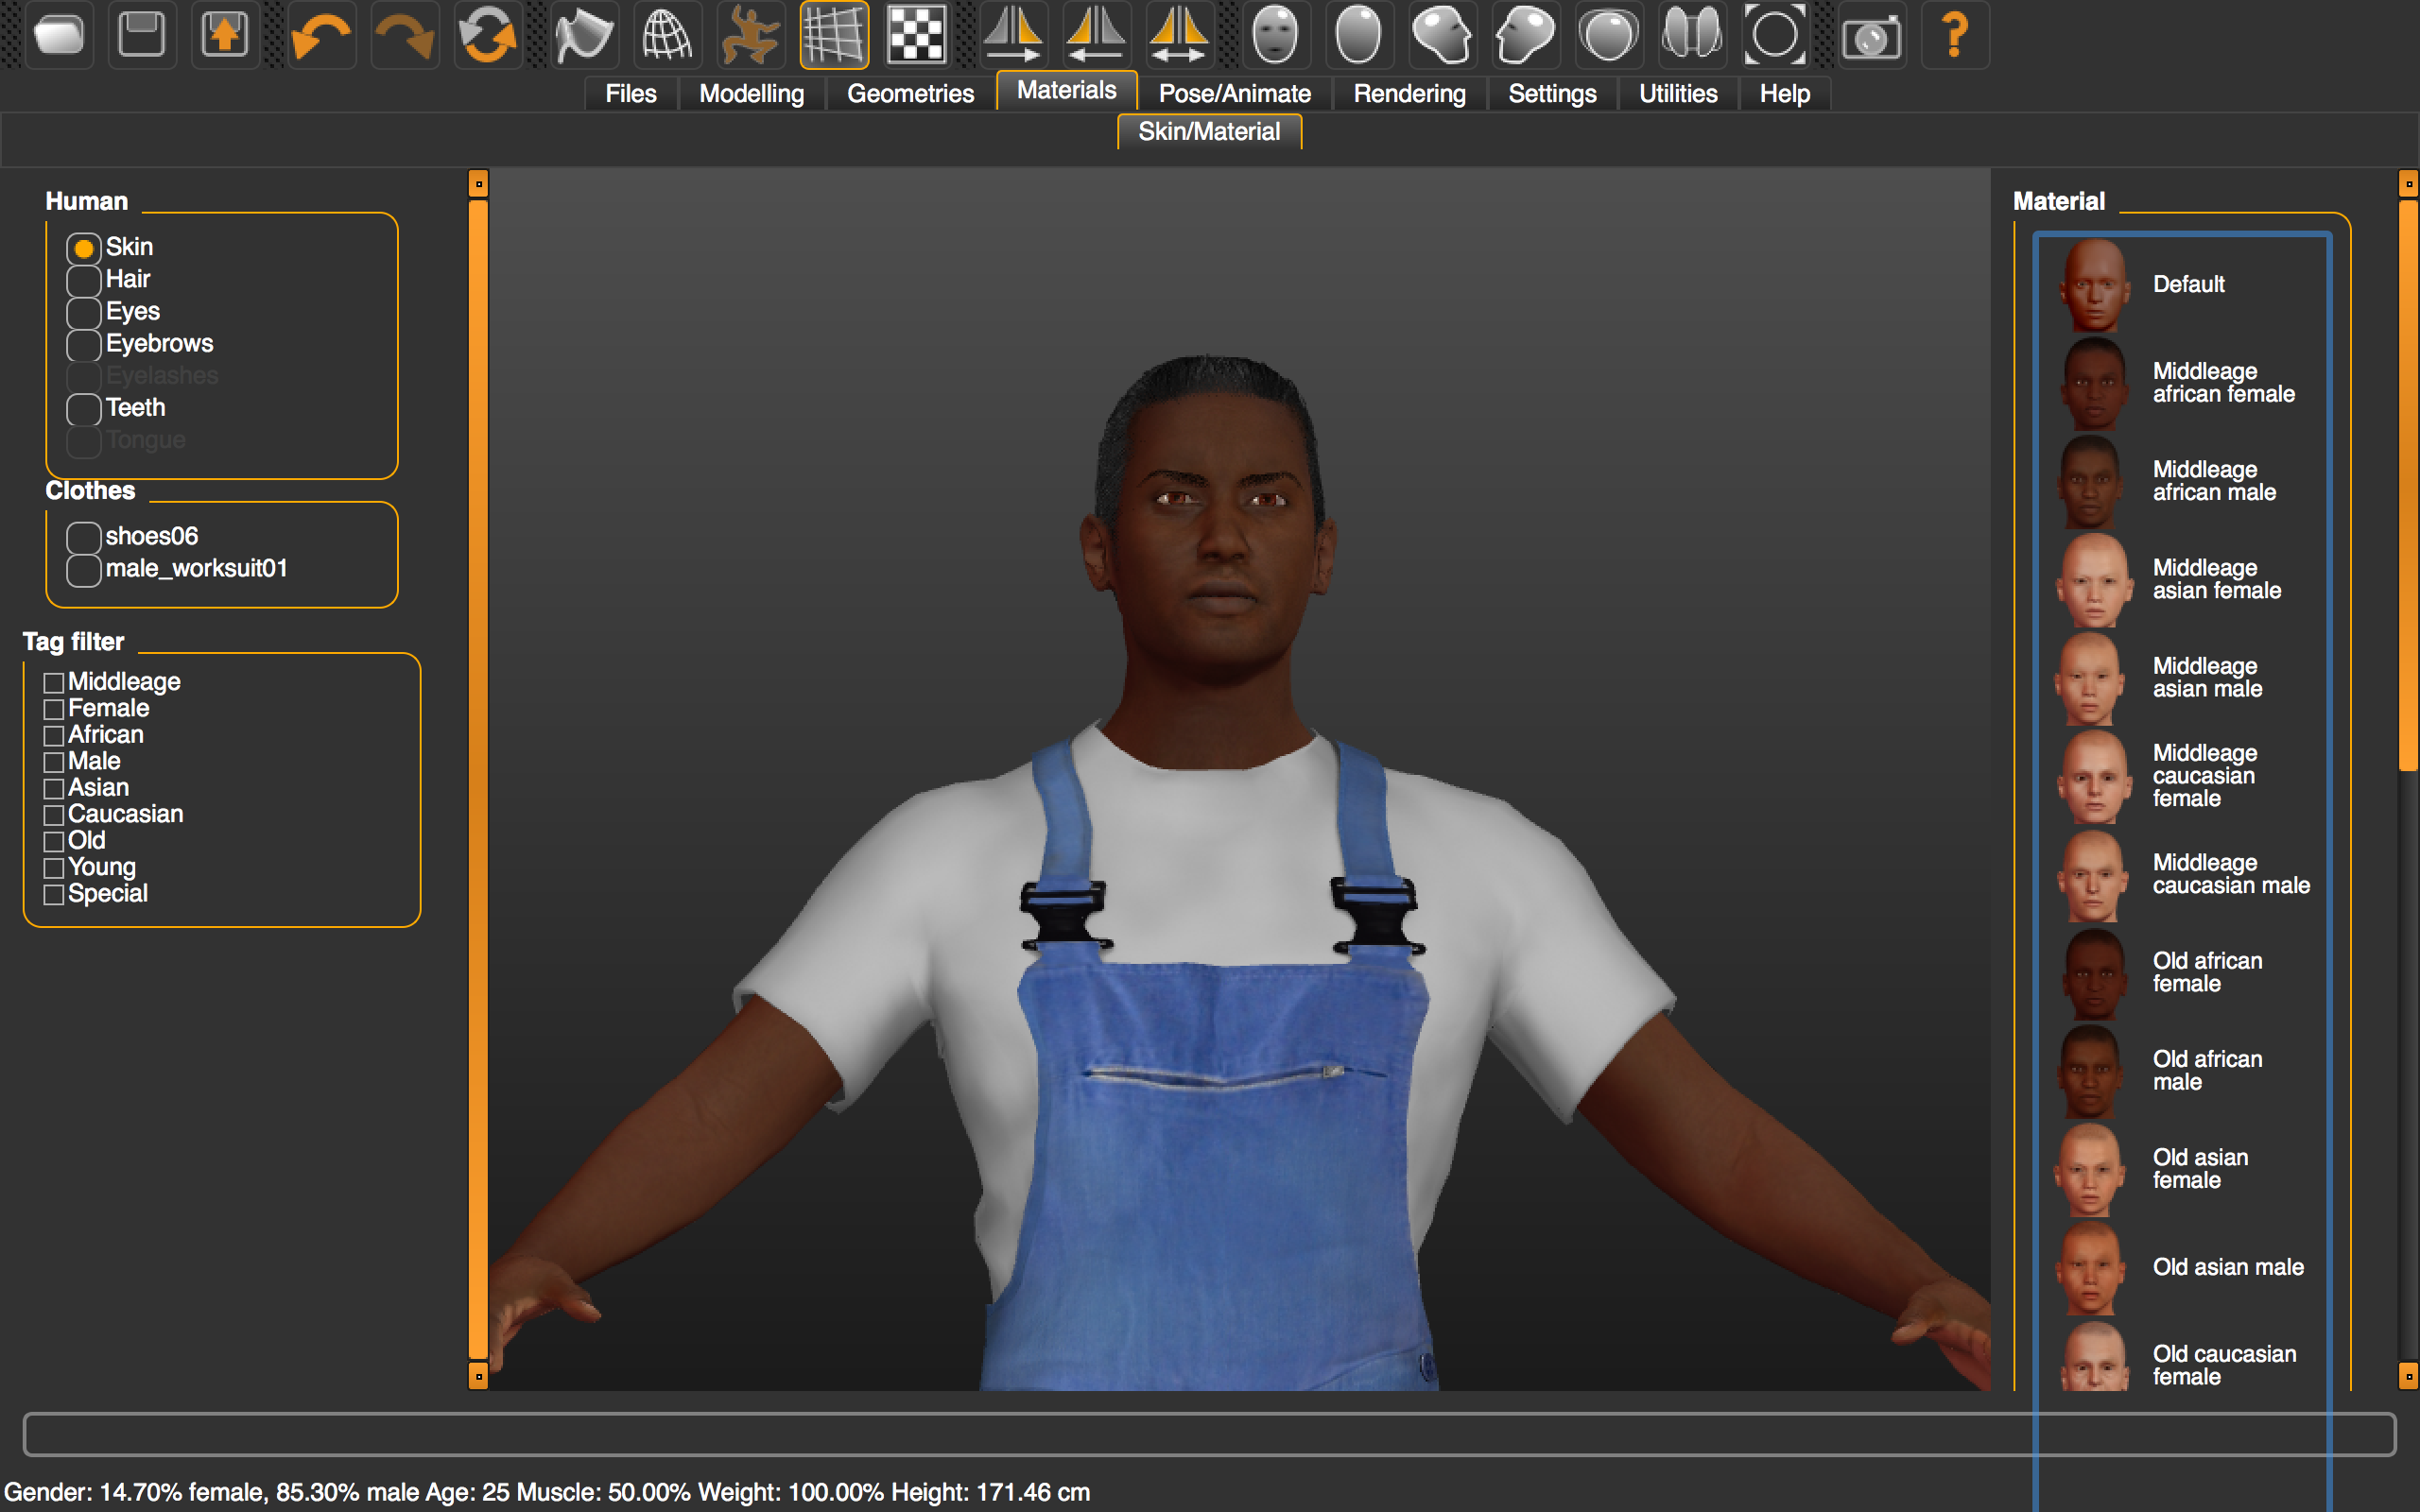 Files
Modelling
Geometries
Materials
Pose/Animate
Rendering
Settings
Utilities
Help
Skin/Material
Human
Skin
Hair
Eyes
Eyebrows
Eyelashes
Teeth
Tongue
Clothes
shoes06
male_worksuit01
Tag filter
Middleage
Female
African
Male
Asian
Caucasian
Old
Young
Special
Material
Default
Middleage
african female
Middleage
african male
Middleage
asian female
Middleage
asian male
Middleage
caucasian
female
Middleage
caucasian male
Old african
female
Old african
male
Old asian
female
Old asian male
Old caucasian
female
Gender: 14.70% female, 85.30% male Age: 25 Muscle: 50.00% Weight: 100.00% Height: 171.46 cm